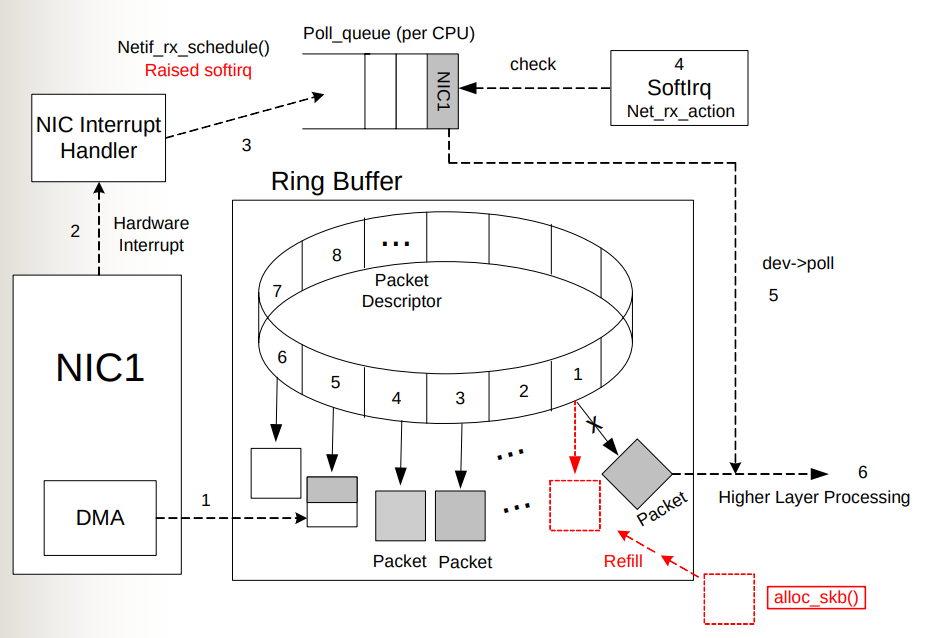 Poll_queue (per CPU)
Netif_rx_schedule()
Raised softirq
NIC1
check
4
SoftIrq
Net_rx_action
NIC Interrupt
Handler
3
Ring Buffer
2
Hardware
Interrupt
8
...
Packet
Descriptor
7
dev->poll
5
NIC1
6
5
4
3
2
1
x
...
...
DMA
1
Packet
Packet
Packet
6
Higher Layer Processing
Refill
alloc_skb()